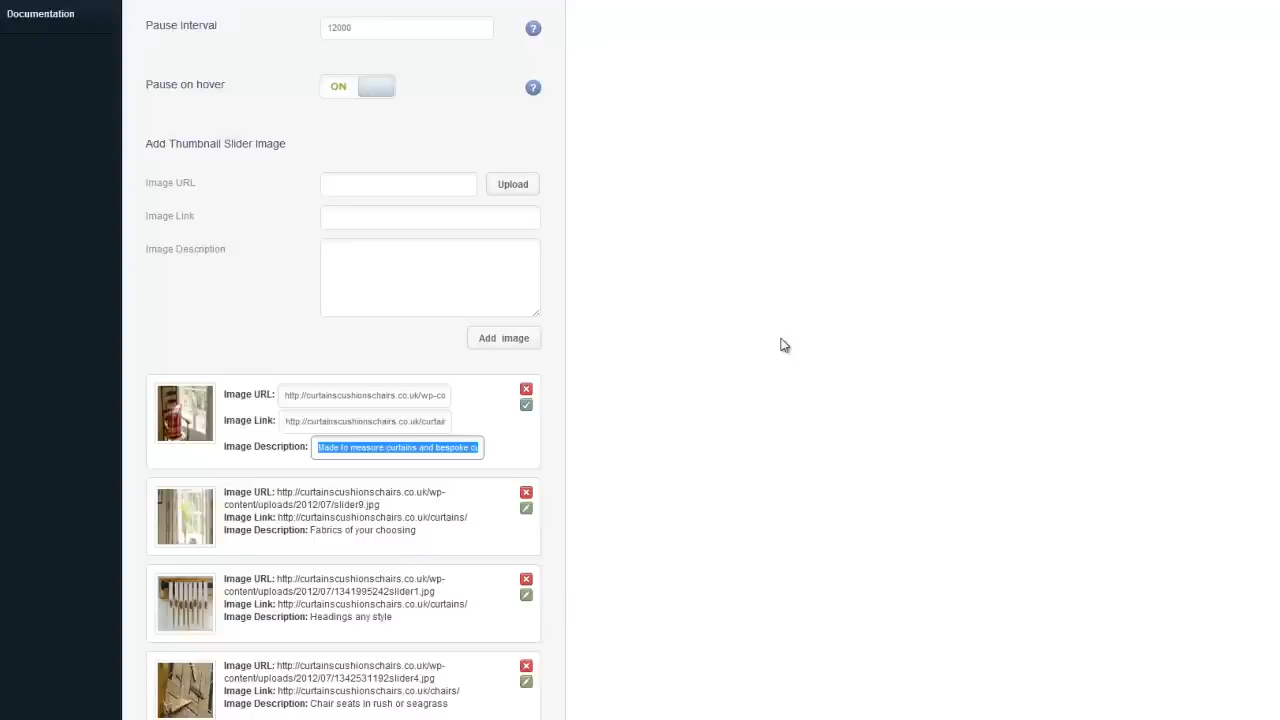 Documentation
Pause interval
12000
?
Pause on hover
ON
?
Add Thumbnail Slider Image
Image URL
Upload
Image Link
Image Description
Add image
Image URL: http://curtainscushionschairs.co.uk/wp-co
Image Link: http://curtainscushionschairs.co.uk/curtair
Image Description: Made to measure curtains and bespoke
Image URL: http://curtainscushionschairs.co.uk/wp-
content/uploads/2012/07/slider9.jpg
Image Link: http://curtainscushionschairs.co.uk/curtains/
Image Description: Fabrics of your choosing
Image URL: http://curtainscushionschairs.co.uk/wp-
content/uploads/2012/07/1341995242slider1.jpg
Image Link: http://curtainscushionschairs.co.uk/curtains/
Image Description: Headings any style
Image URL: http://curtainscushionschairs.co.uk/wp-
content/uploads/2012/07/1342531192slider4.jpg
Image Link: http://curtainscushionschairs.co.uk/chairs/
Image Description: Chair seats in rush or seagrass